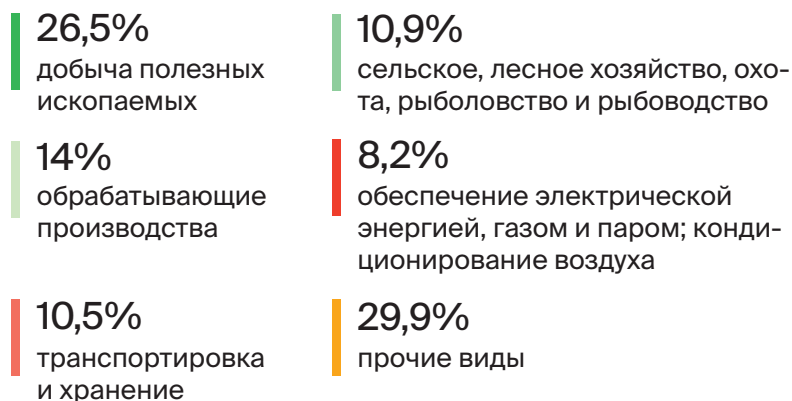 26,5%
добыча полезных
ископаемых
14%
обрабатывающие
производства
10,5%
транспортировка
и хранение
10,9%
сельское, лесное хозяйство, охо-
та, рыболовство и рыбоводство
8,2%
обеспечение электрической
энергией, газом и паром; конди-
ционирование воздуха
29,9%
прочие виды